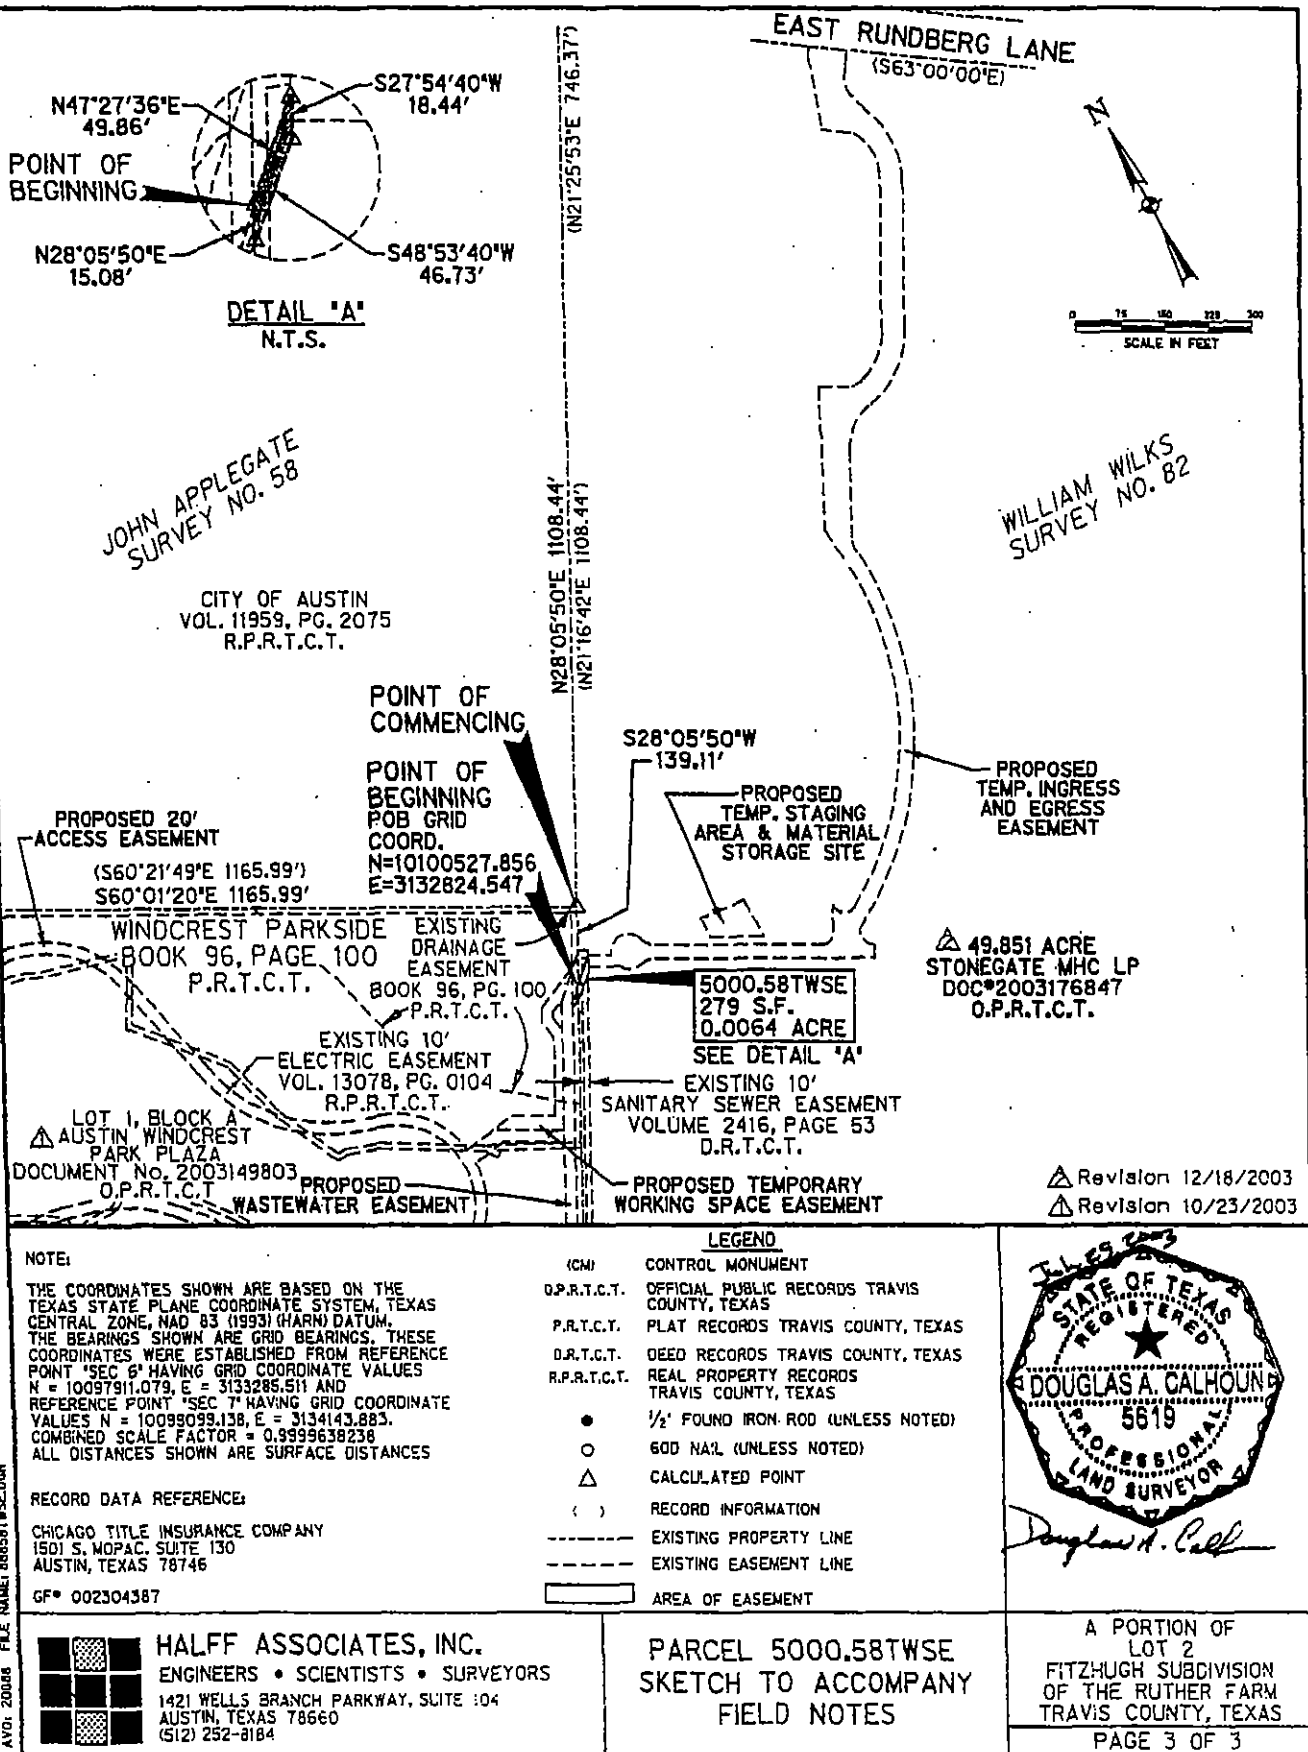 EAST RUNDBERG LANE
(S63°00'00"E)
N47°27'36"E
49.86'
S27°54'40"W
18.44'
POINT OF
BEGINNING
N28°05'50"E
15.08'
S48°53'40"W
46.73'
DETAIL "A"
N.T.S.
(N21°25'53"E 746.37')
N
0 75 150 225 300
SCALE IN FEET
JOHN APPLEGATE
SURVEY NO. 58
WILLIAM WILKS
SURVEY NO. 82
CITY OF AUSTIN
VOL. 11959, PG. 2075
R.P.R.T.C.T.
N28°05'50"E 1108.44'
(N21°16'42"E 1108.44')
POINT OF
COMMENCING
S28°05'50"W
139.11'
POINT OF
BEGINNING
POB GRID
COORD.
N=10100527.856
E=3132824.547
PROPOSED
TEMP. STAGING
AREA & MATERIAL
STORAGE SITE
PROPOSED
TEMP. INGRESS
AND EGRESS
EASEMENT
PROPOSED 20'
ACCESS EASEMENT
(S60°21'49"E 1165.99')
S60°01'20"E 1165.99'
WINDCREST PARKSIDE
BOOK 96, PAGE 100
P.R.T.C.T.
EXISTING
DRAINAGE
EASEMENT
BOOK 96, PG. 100
P.R.T.C.T.
49.851 ACRE
STONEGATE MHC LP
DOC#2003176847
O.P.R.T.C.T.
5000.58TWSE
279 S.F.
0.0064 ACRE
SEE DETAIL "A"
EXISTING 10'
ELECTRIC EASEMENT
VOL. 13078, PG. 0104
R.P.R.T.C.T.
EXISTING 10'
SANITARY SEWER EASEMENT
VOLUME 2416, PAGE 53
D.R.T.C.T.
LOT 1, BLOCK A
1 AUSTIN WINDCREST
PARK PLAZA
DOCUMENT No. 2003149803
O.P.R.T.C.T
PROPOSED
WASTEWATER EASEMENT
PROPOSED TEMPORARY
WORKING SPACE EASEMENT
2 Revision 12/18/2003
1 Revision 10/23/2003
NOTE:
THE COORDINATES SHOWN ARE BASED ON THE
TEXAS STATE PLANE COORDINATE SYSTEM, TEXAS
CENTRAL ZONE, NAD 83 (1993) (HARN) DATUM.
THE BEARINGS SHOWN ARE GRID BEARINGS. THESE
COORDINATES WERE ESTABLISHED FROM REFERENCE
POINT "SEC 6" HAVING GRID COORDINATE VALUES
N = 10097911.079, E = 3133285.511 AND
REFERENCE POINT "SEC 7" HAVING GRID COORDINATE
VALUES N = 10099099.138, E = 3134143.883.
COMBINED SCALE FACTOR = 0.9999638238
ALL DISTANCES SHOWN ARE SURFACE DISTANCES
RECORD DATA REFERENCE:
CHICAGO TITLE INSURANCE COMPANY
1501 S. MOPAC. SUITE 130
AUSTIN, TEXAS 78746
GF# 002304387
LEGEND
(CM) CONTROL MONUMENT
O.P.R.T.C.T. OFFICIAL PUBLIC RECORDS TRAVIS
COUNTY, TEXAS
P.R.T.C.T. PLAT RECORDS TRAVIS COUNTY, TEXAS
D.R.T.C.T. DEED RECORDS TRAVIS COUNTY, TEXAS
R.P.R.T.C.T. REAL PROPERTY RECORDS
TRAVIS COUNTY, TEXAS
1/2" FOUND IRON ROD (UNLESS NOTED)
60D NAIL (UNLESS NOTED)
CALCULATED POINT
( ) RECORD INFORMATION
EXISTING PROPERTY LINE
EXISTING EASEMENT LINE
AREA OF EASEMENT
2003
STATE OF TEXAS
REGISTERED
DOUGLAS A. CALHOUN
5619
PROFESSIONAL
LAND SURVEYOR
Douglas A. Calhoun
AVO: 20086 FILE NAME:
HALFF ASSOCIATES, INC.
ENGINEERS • SCIENTISTS • SURVEYORS
1421 WELLS BRANCH PARKWAY, SUITE 104
AUSTIN, TEXAS 78660
(512) 252-8184
PARCEL 5000.58TWSE
SKETCH TO ACCOMPANY
FIELD NOTES
A PORTION OF
LOT 2
FITZHUGH SUBDIVISION
OF THE RUTHER FARM
TRAVIS COUNTY, TEXAS
PAGE 3 OF 3